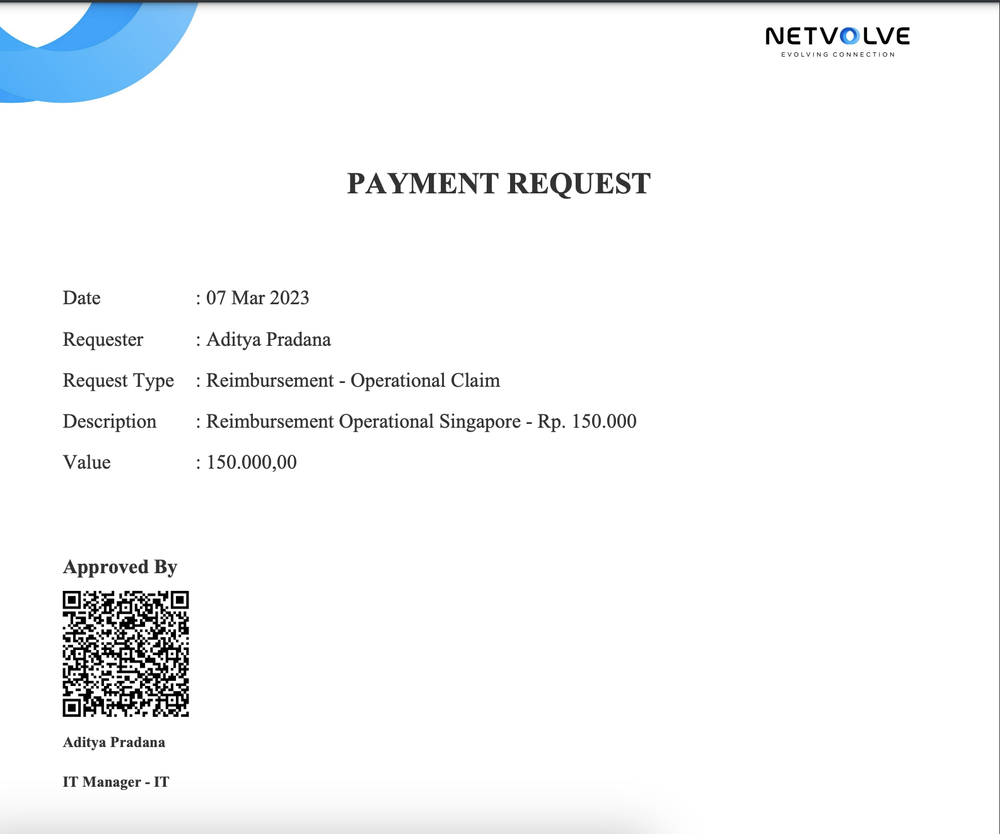 NETVOLVE
EVOLVING CONNECTION
PAYMENT REQUEST
Date : 07 Mar 2023
Requester : Aditya Pradana
Request Type : Reimbursement - Operational Claim
Description : Reimbursement Operational Singapore - Rp. 150.000
Value : 150.000,00
Approved By
Aditya Pradana
IT Manager - IT